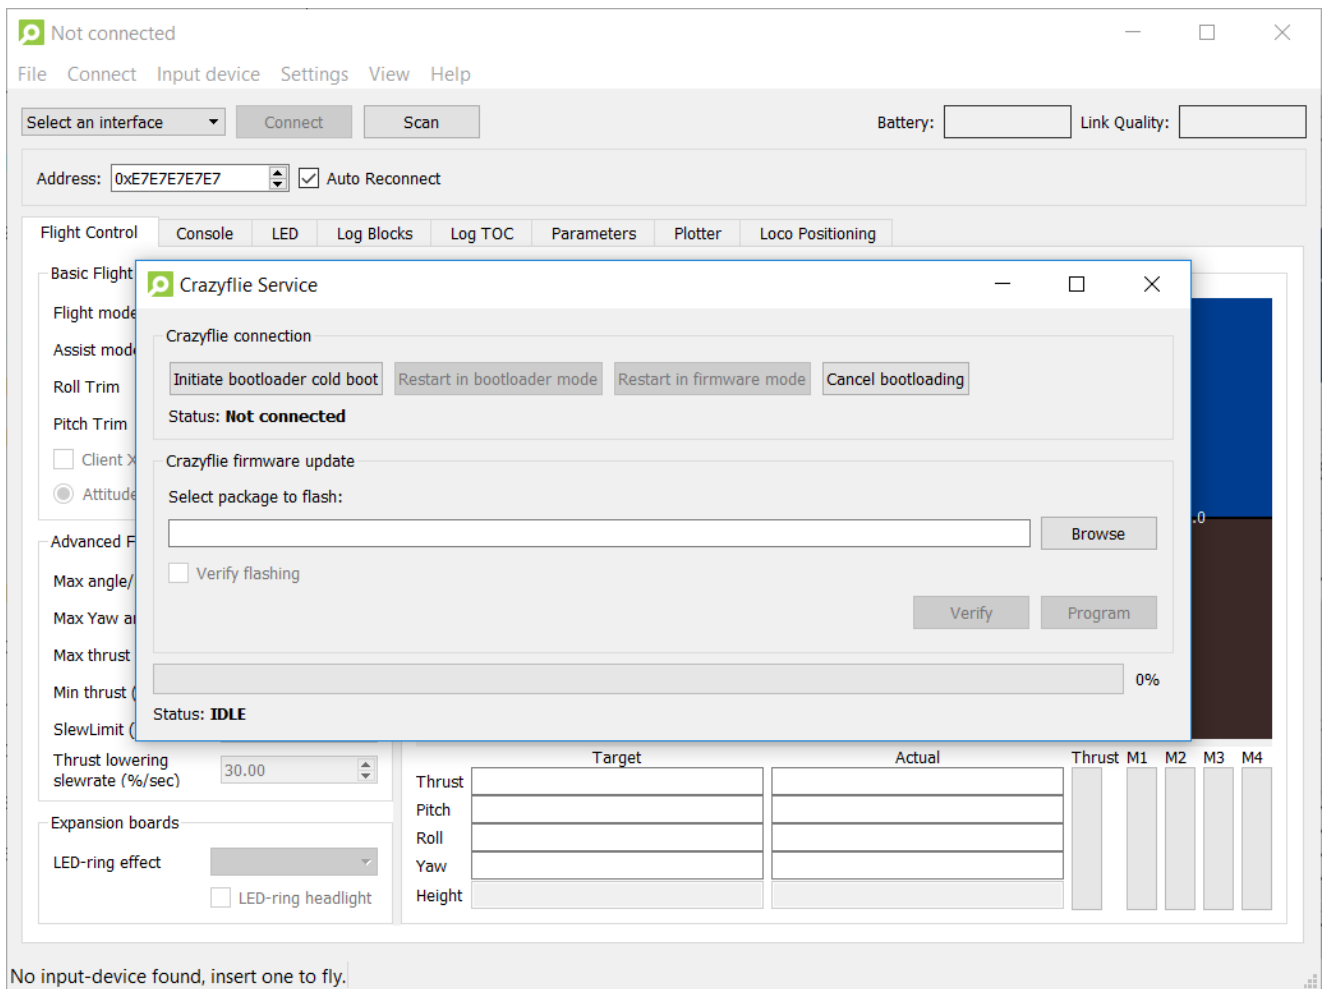 Not connected
File Connect Input device Settings View Help
Select an interface Connect Scan Battery: Link Quality:
Address: 0xE7E7E7E7E7 Auto Reconnect
Flight Control Console LED Log Blocks Log TOC Parameters Plotter Loco Positioning
Basic Flight
Flight mode
Assist mod
Roll Trim
Pitch Trim
Client X
Attitude
Advanced F
Max angle/
Max Yaw a
Max thrust
Min thrust (
SlewLimit (
Thrust lowering
slewrate (%/sec) 30.00
Expansion boards
LED-ring effect
LED-ring headlight
Crazyflie Service
Crazyflie connection
Initiate bootloader cold boot Restart in bootloader mode Restart in firmware mode Cancel bootloading
Status: Not connected
Crazyflie firmware update
Select package to flash:
Browse
Verify flashing
Verify Program
0%
Status: IDLE
.0
Target Actual Thrust M1 M2 M3 M4
Thrust
Pitch
Roll
Yaw
Height
No input-device found, insert one to fly.